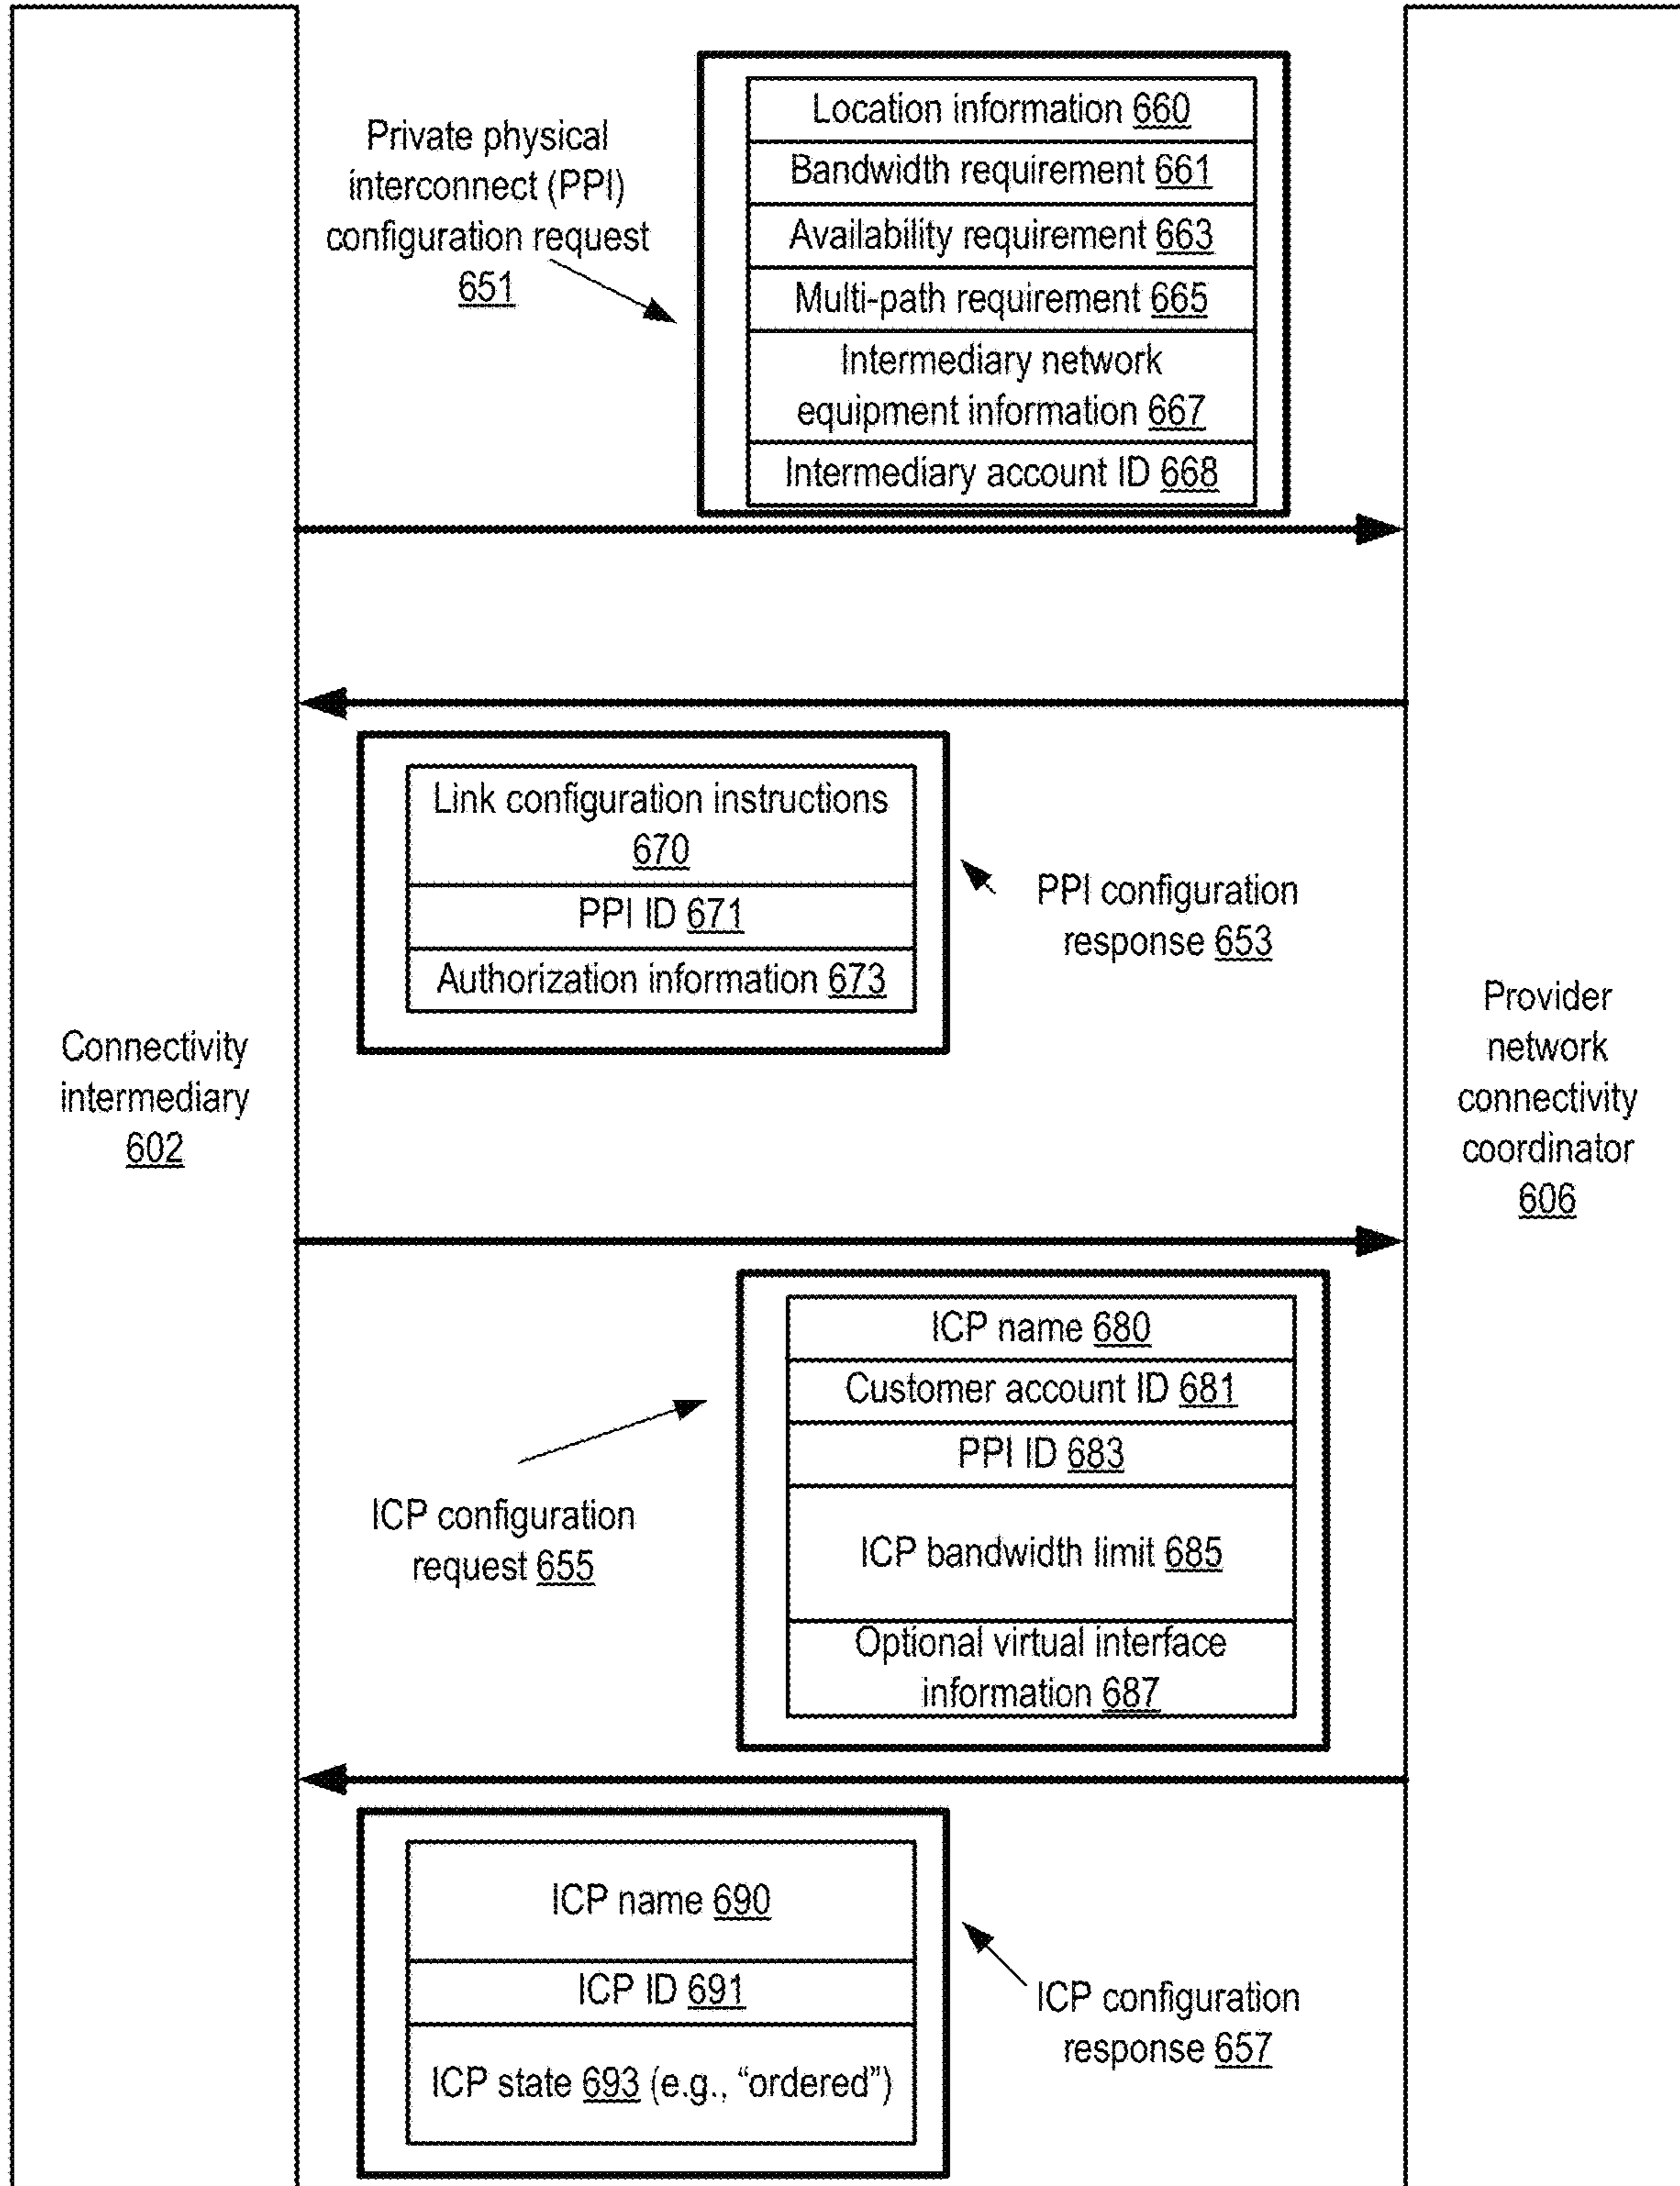 Private physical
interconnect (PPI)
configuration request
651
Location information 660
Bandwidth requirement 661
Availability requirement 663
Multi-path requirement 665
Intermediary network
equipment information 667
Intermediary account ID 668
Link configuration instructions
670
PPI ID 671
Authorization information 673
PPI configuration
response 653
Connectivity
intermediary
602
Provider
network
connectivity
coordinator
606
ICP configuration
request 655
ICP name 680
Customer account ID 681
PPI ID 683
ICP bandwidth limit 685
Optional virtual interface
information 687
ICP name 690
ICP ID 691
ICP state 693 (e.g., “ordered”)
ICP configuration
response 657